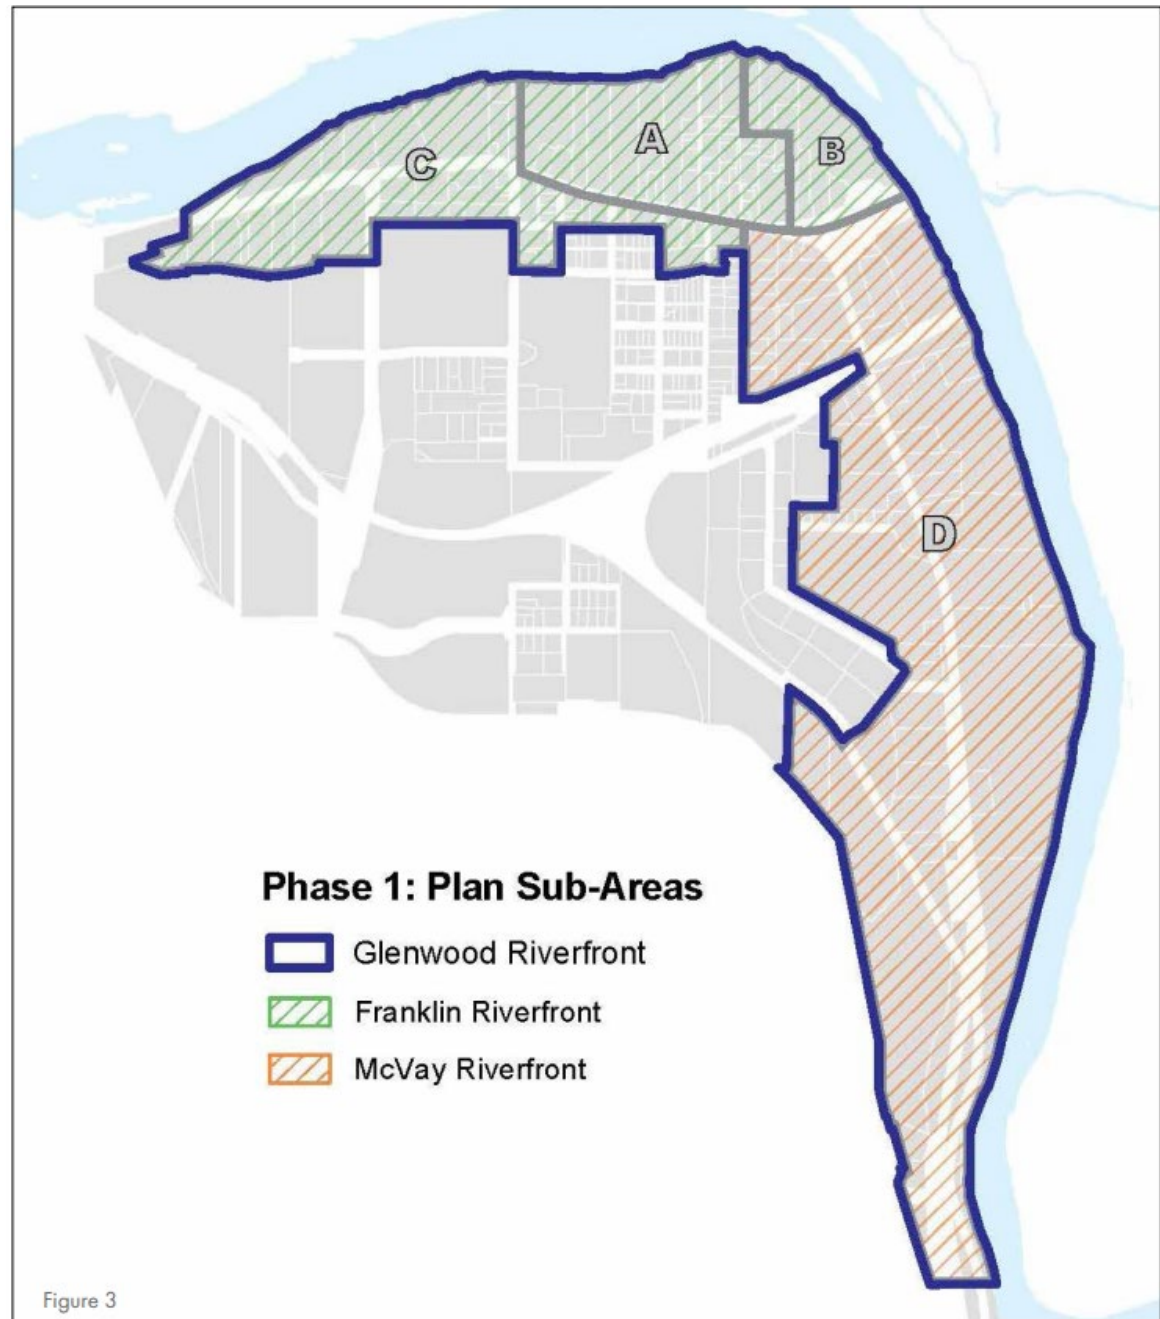 A
B
C
D
Phase 1: Plan Sub-Areas
Glenwood Riverfront
Franklin Riverfront
McVay Riverfront
Figure 3